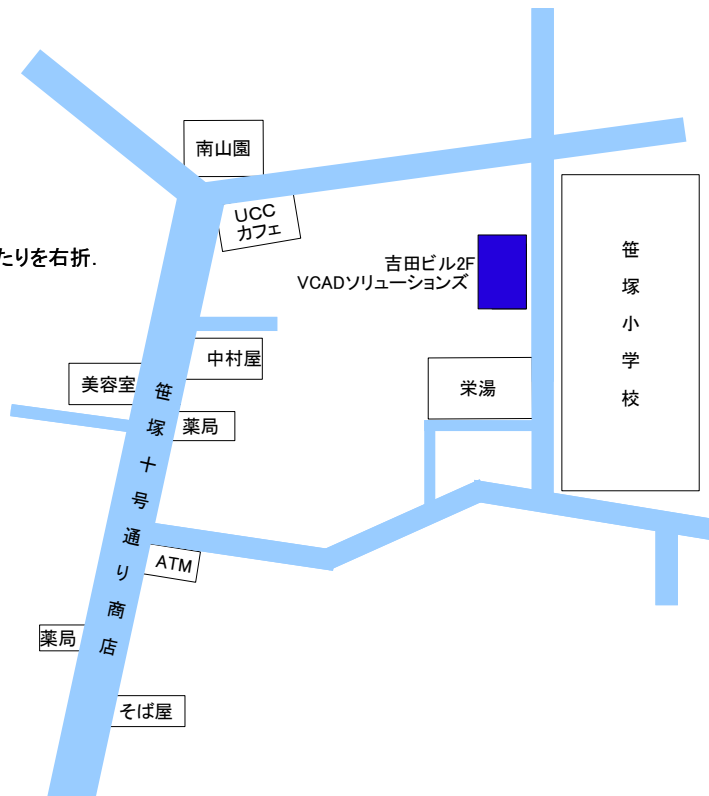 南山園
UCC
カフェ
たりを右折.
吉田ビル2F
VCADソリューションズ
笹塚小学校
中村屋
美容室
栄湯
薬局
笹塚十号通り商店
ATM
薬局
そば屋